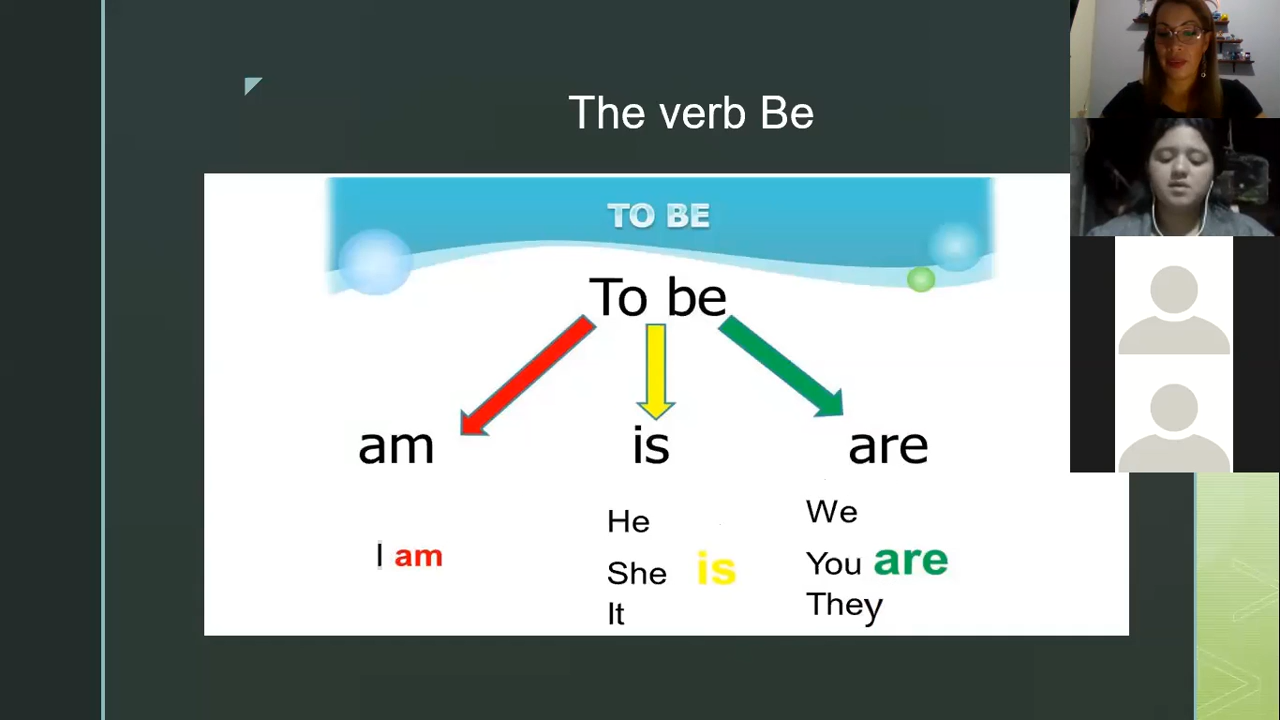 The verb Be
TO BE
To be
am is are
I am
He
She is
It
We
You are
They